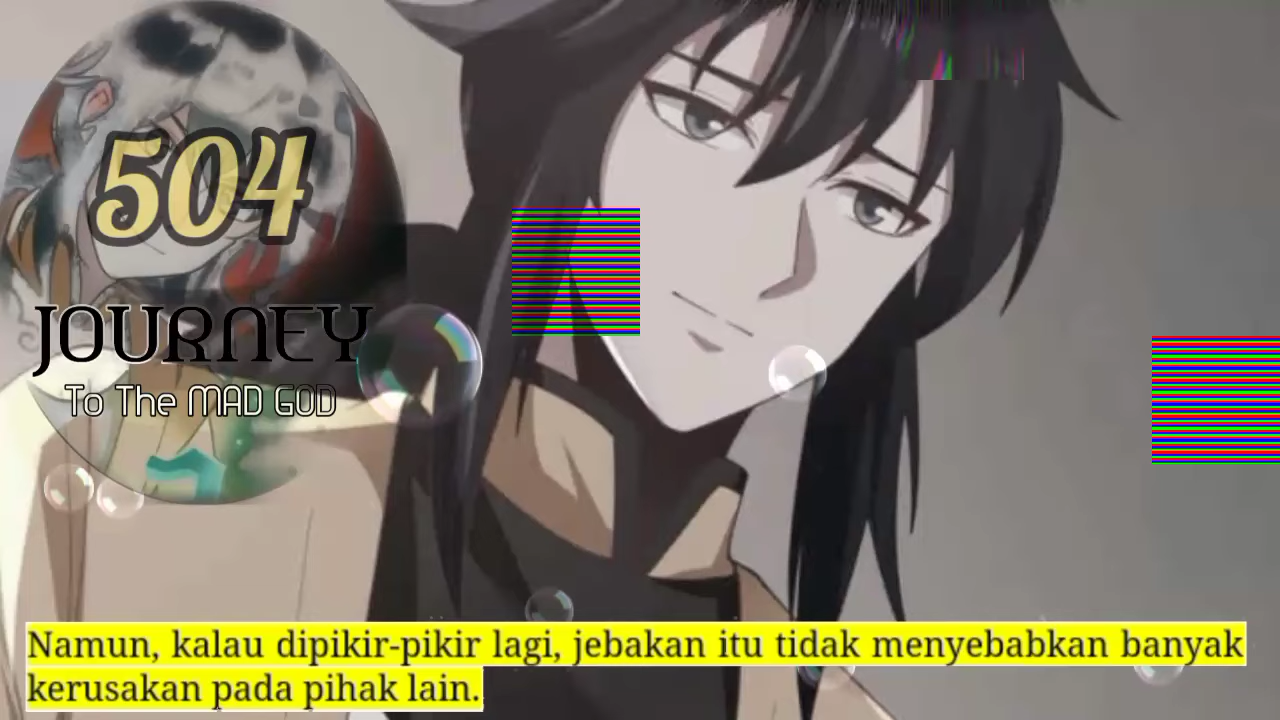 504
JOURNEY
To The MAD GOD
Namun, kalau dipikir-pikir lagi, jebakan itu tidak menyebabkan banyak
kerusakan pada pihak lain.